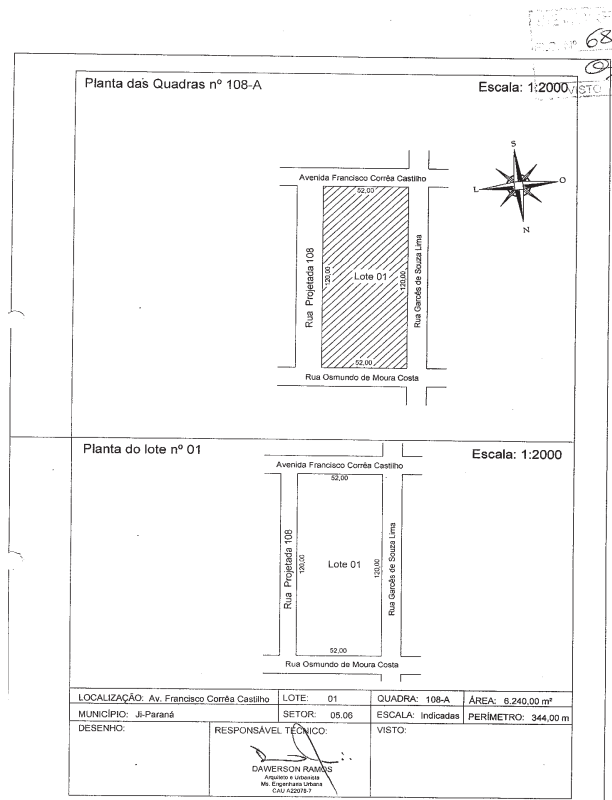 68
VISTO
Planta das Quadras nº 108-A
Escala: 1:2000
S
L
O
N
Avenida Francisco Corrêa Castilho
52,00
Rua Projetada 108
120,00
Lote 01
120,00
Rua Garcês de Souza Lima
52,00
Rua Osmundo de Moura Costa
Planta do lote nº 01
Escala: 1:2000
Avenida Francisco Corrêa Castilho
52,00
Rua Projetada 108
120,00
Lote 01
120,00
Rua Garcês de Souza Lima
52,00
Rua Osmundo de Moura Costa
LOCALIZAÇÃO: Av. Francisco Corrêa Castilho
LOTE: 01
QUADRA: 108-A
ÁREA: 6.240,00 m²
MUNICÍPIO: Ji-Paraná
SETOR: 05.06
ESCALA: Indicadas
PERÍMETRO: 344,00 m
DESENHO:
RESPONSÁVEL TÉCNICO:
VISTO:
DAWERSON RAMOS
Arquiteto e Urbanista
Ms. Engenharia Urbana
CAU A22078-7